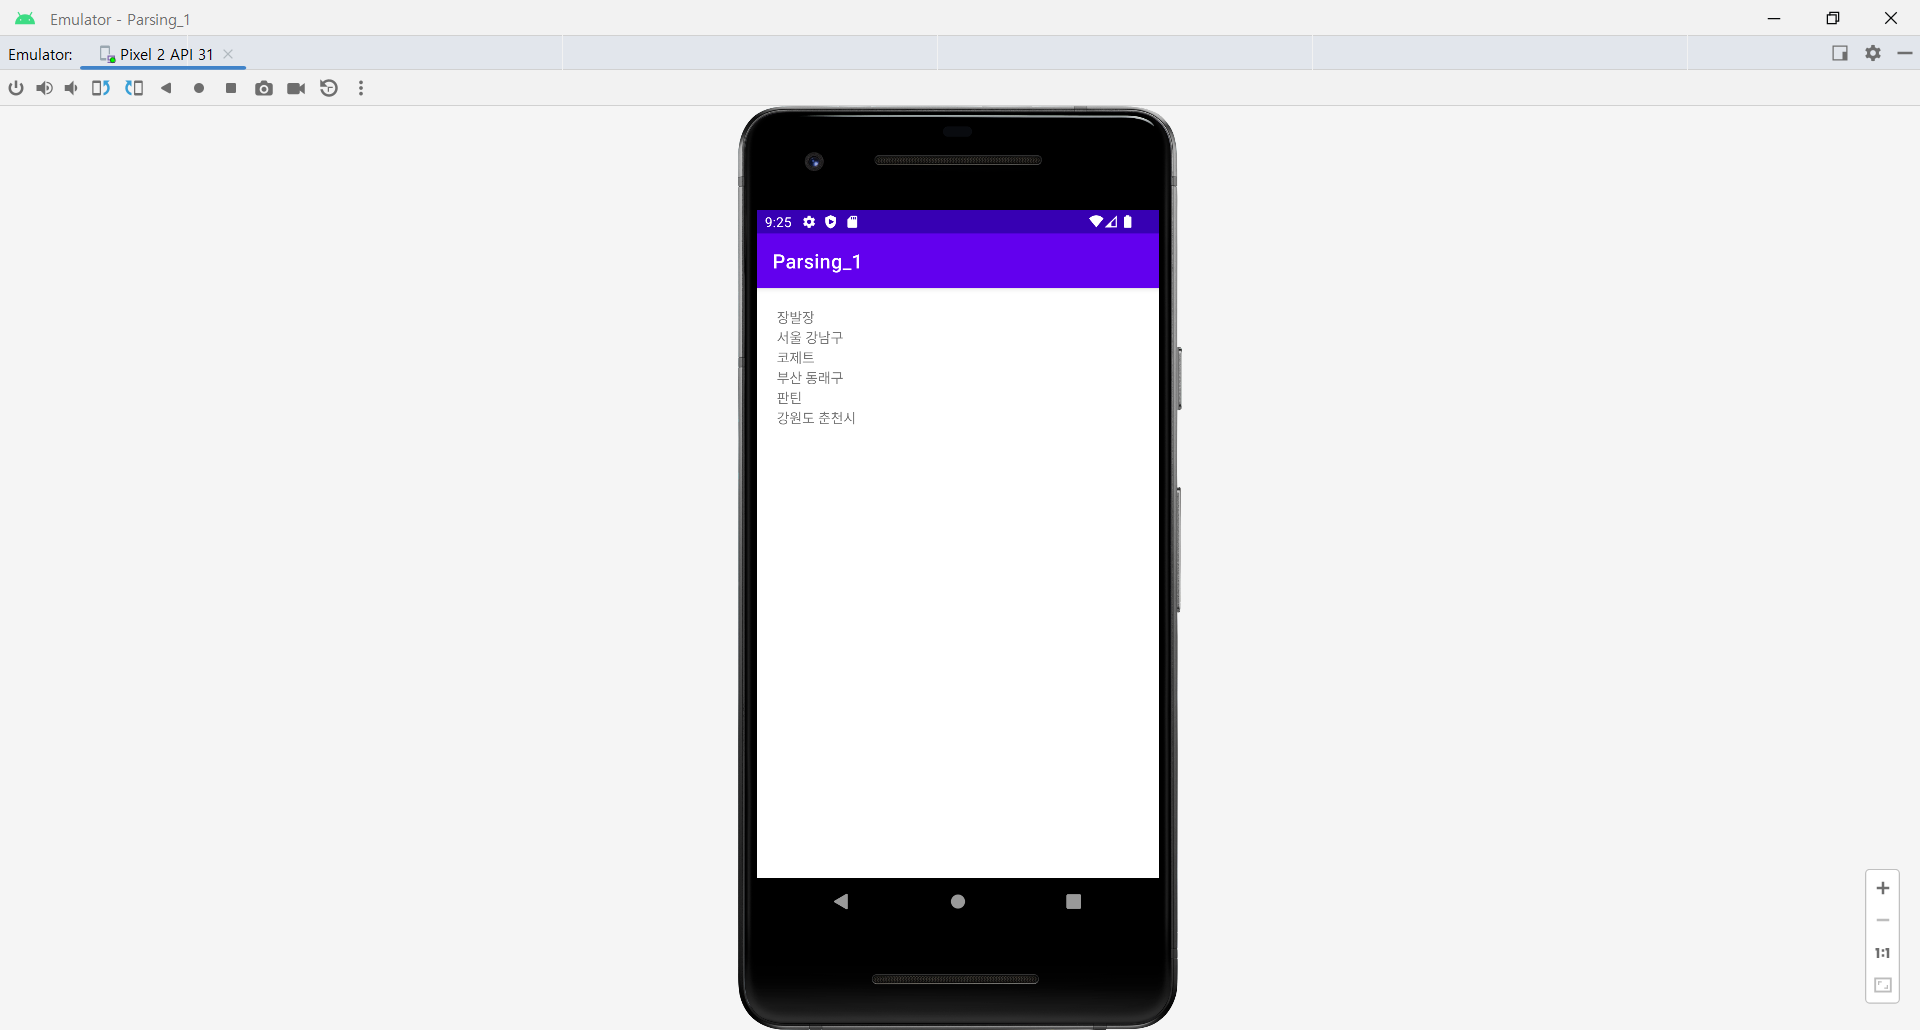 Emulator - Parsing_1
Emulator: Pixel 2 API 31
9:25
Parsing_1
장발장
서울 강남구
코제트
부산 동래구
판틴
강원도 춘천시
1:1